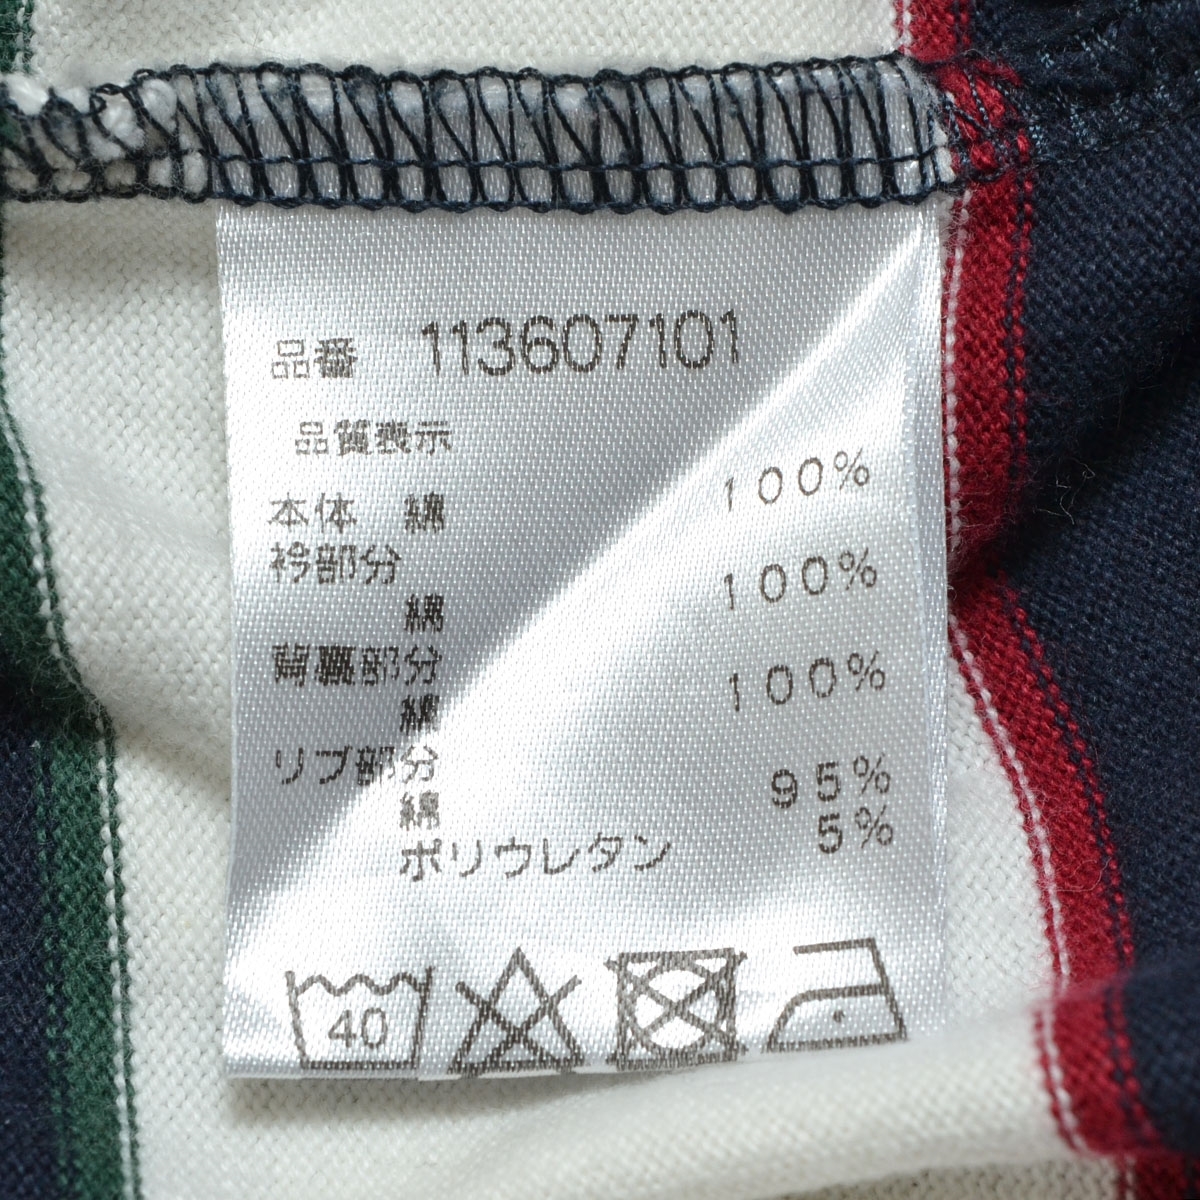 品番 113607101
品質表示
本体 綿 100%
衿部分
綿 100%
背裏部分
綿 100%
リブ部分
綿 95%
ポリウレタン 5%
40